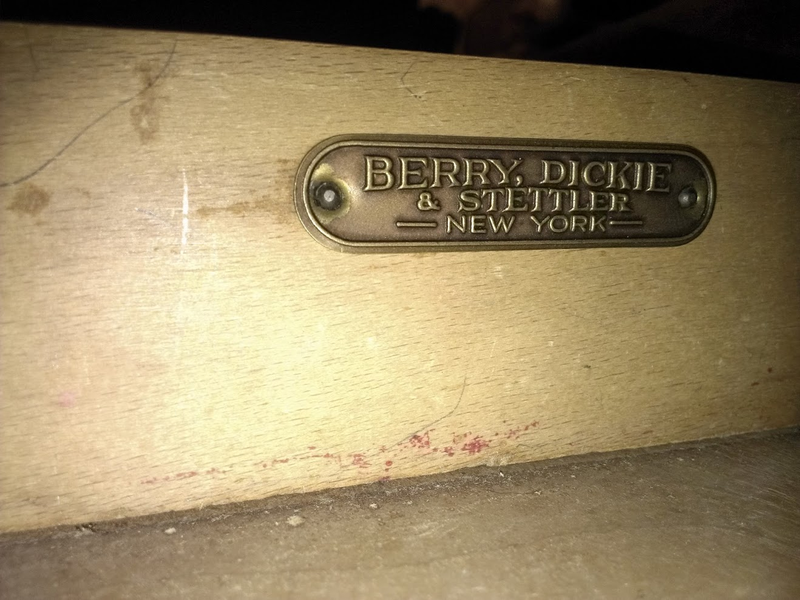 BERRY, DICKIE
& STETTLER
NEW YORK